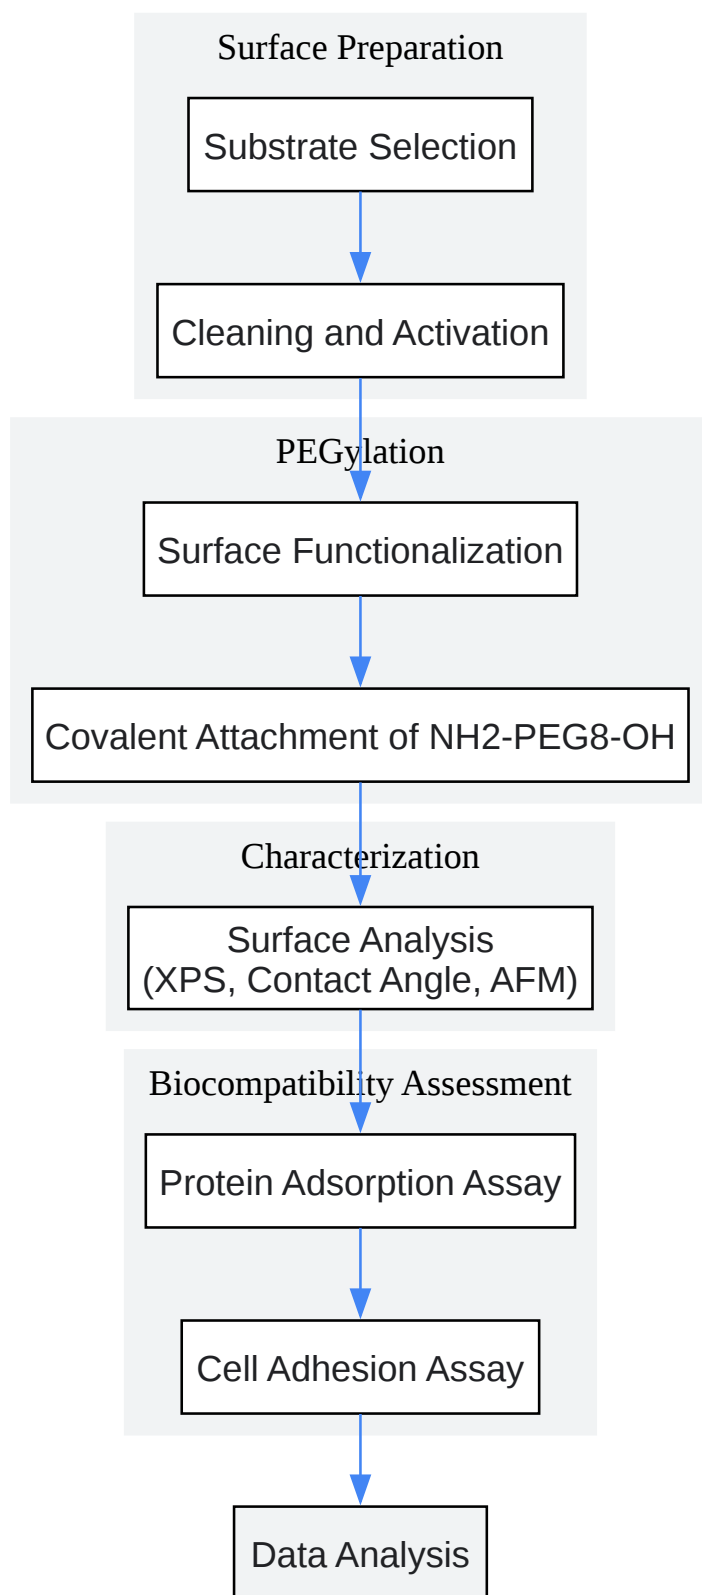 Surface Preparation
Substrate Selection
Cleaning and Activation
PEGylation
Surface Functionalization
Covalent Attachment of NH2-PEG8-OH
Characterization
Surface Analysis
(XPS, Contact Angle, AFM)
Biocompatibility Assessment
Protein Adsorption Assay
Cell Adhesion Assay
Data Analysis